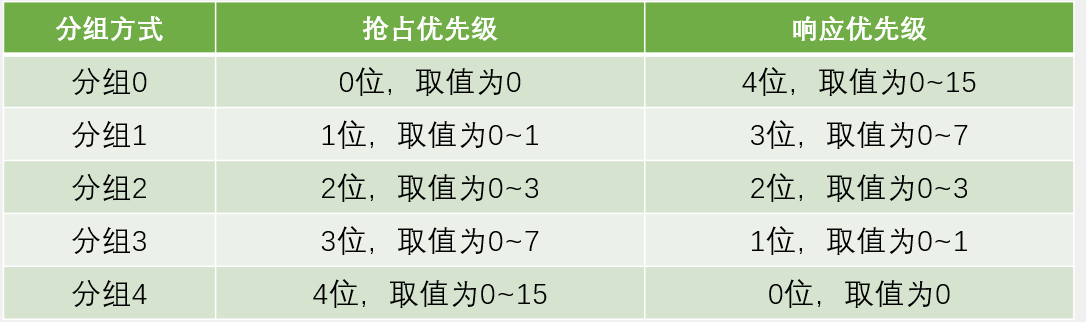 分组方式 抢占优先级 响应优先级
分组0 0位，取值为0 4位，取值为0~15
分组1 1位，取值为0~1 3位，取值为0~7
分组2 2位，取值为0~3 2位，取值为0~3
分组3 3位，取值为0~7 1位，取值为0~1
分组4 4位，取值为0~15 0位，取值为0